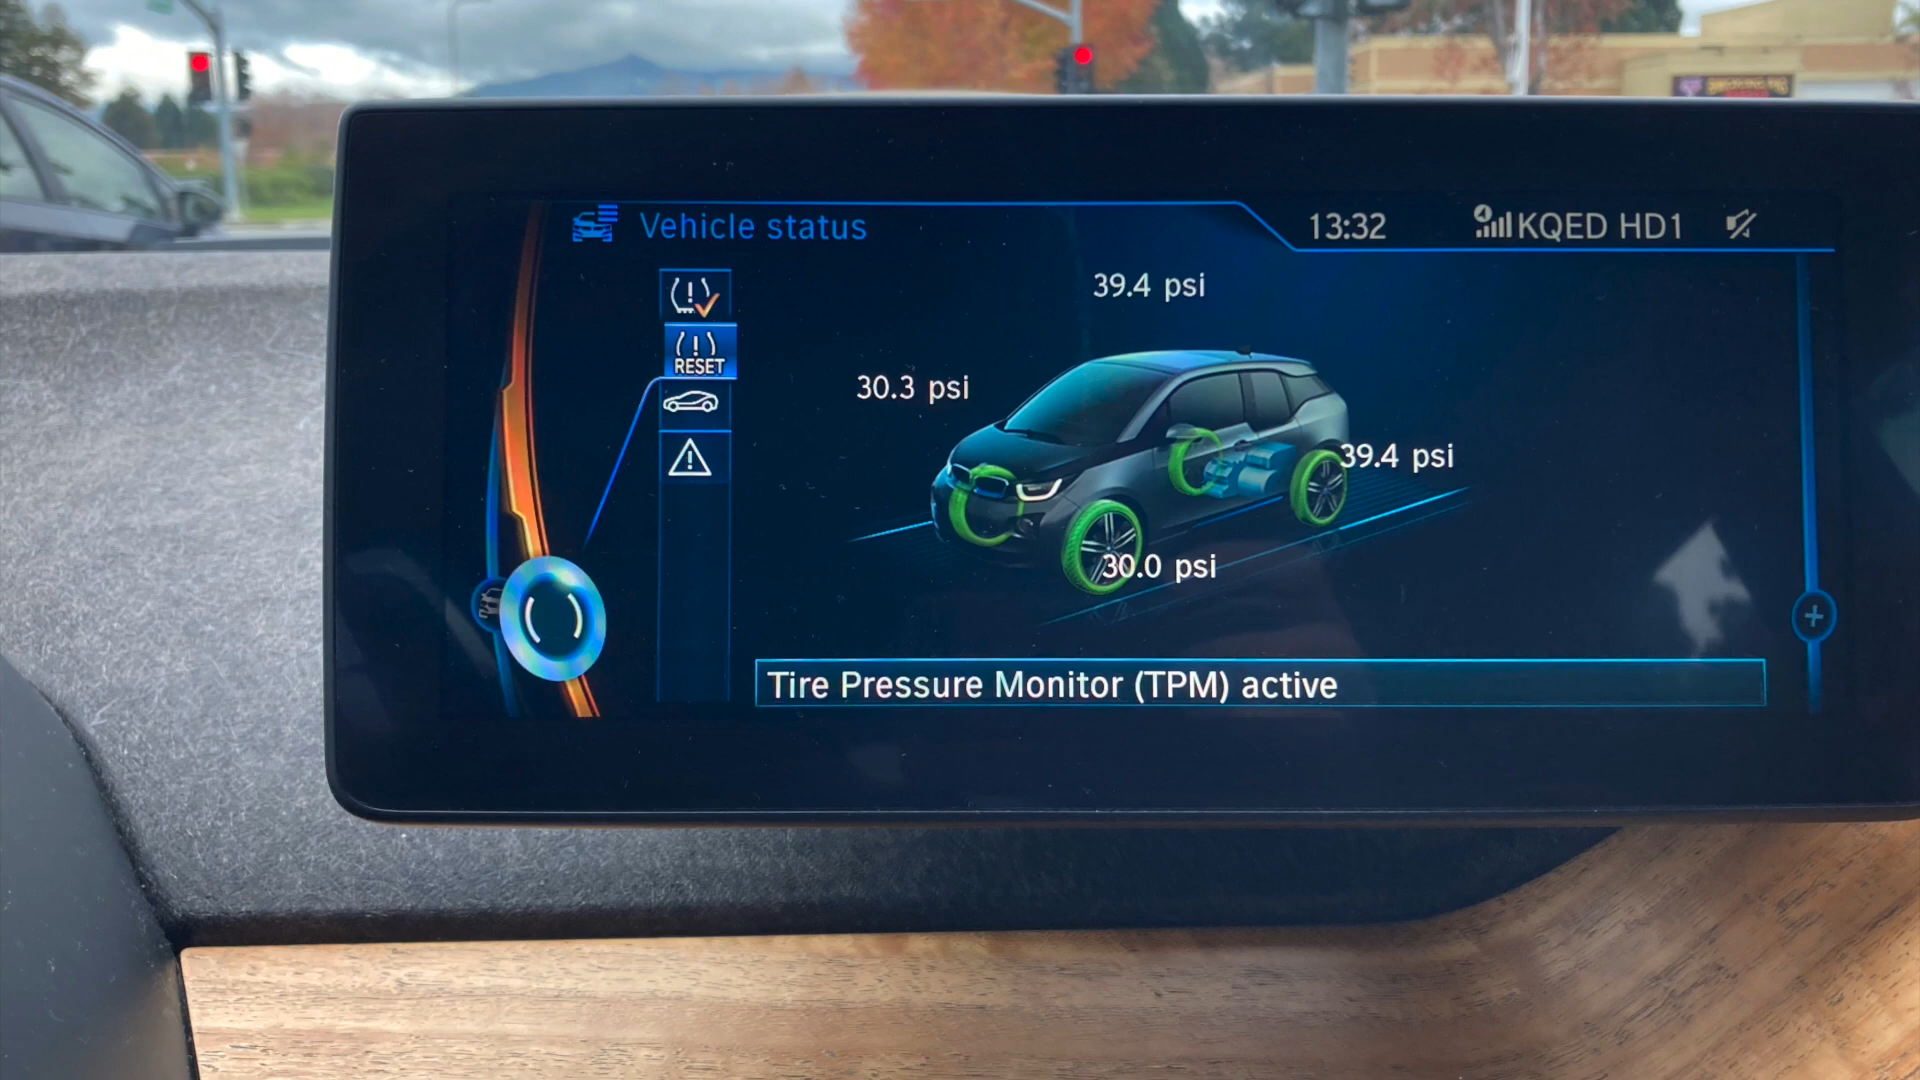 Vehicle status
13:32
KQED HD1
39.4 psi
RESET
30.3 psi
39.4 psi
30.0 psi
Tire Pressure Monitor (TPM) active